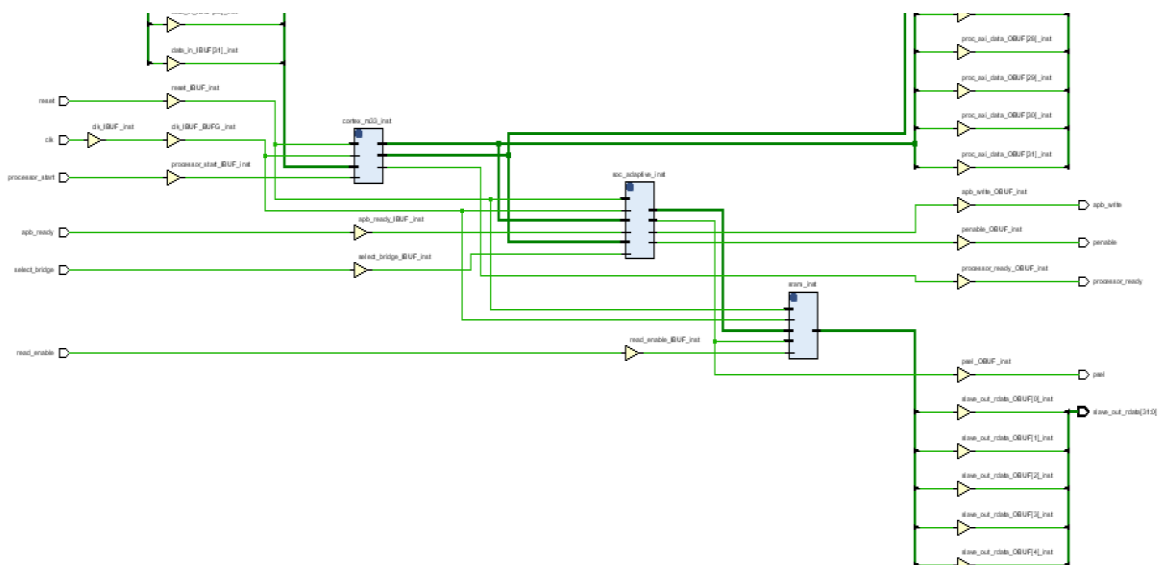 data_in_IBUF[31]_inst
reset
reset_IBUF_inst
clk
clk_IBUF_inst
clk_IBUF_BUFG_inst
processor_start
processor_start_IBUF_inst
cortex_m33_inst
apb_ready
apb_ready_IBUF_inst
select_bridge
select_bridge_IBUF_inst
soc_adaptive_inst
read_enable
read_enable_IBUF_inst
proc_axi_data_OBUF[28]_inst
proc_axi_data_OBUF[29]_inst
proc_axi_data_OBUF[30]_inst
proc_axi_data_OBUF[31]_inst
apb_write_OBUF_inst
apb_write
penable_OBUF_inst
penable
processor_ready_OBUF_inst
processor_ready
psel_OBUF_inst
psel
slave_out_rdata_OBUF[0]_inst
slave_out_rdata[31:0]
slave_out_rdata_OBUF[1]_inst
slave_out_rdata_OBUF[2]_inst
slave_out_rdata_OBUF[3]_inst
slave_out_rdata_OBUF[4]_inst